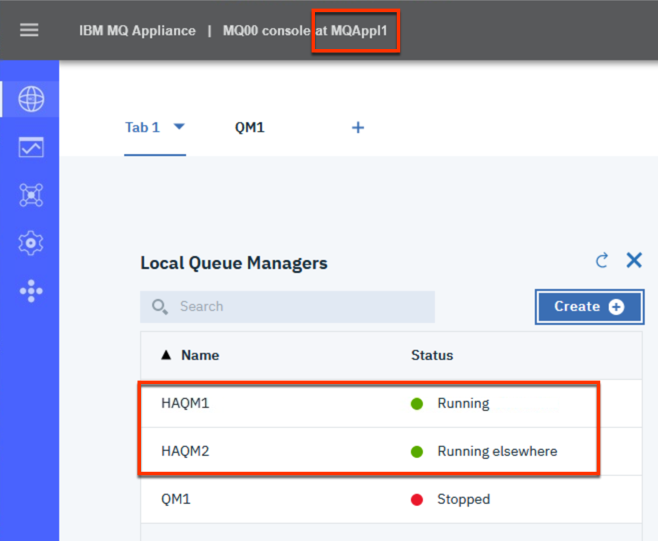 IBM MQ Appliance | MQ00 console at MQAppl1
Tab 1 QM1 +
Local Queue Managers
Search Create
Name Status
HAQM1 Running
HAQM2 Running elsewhere
QM1 Stopped